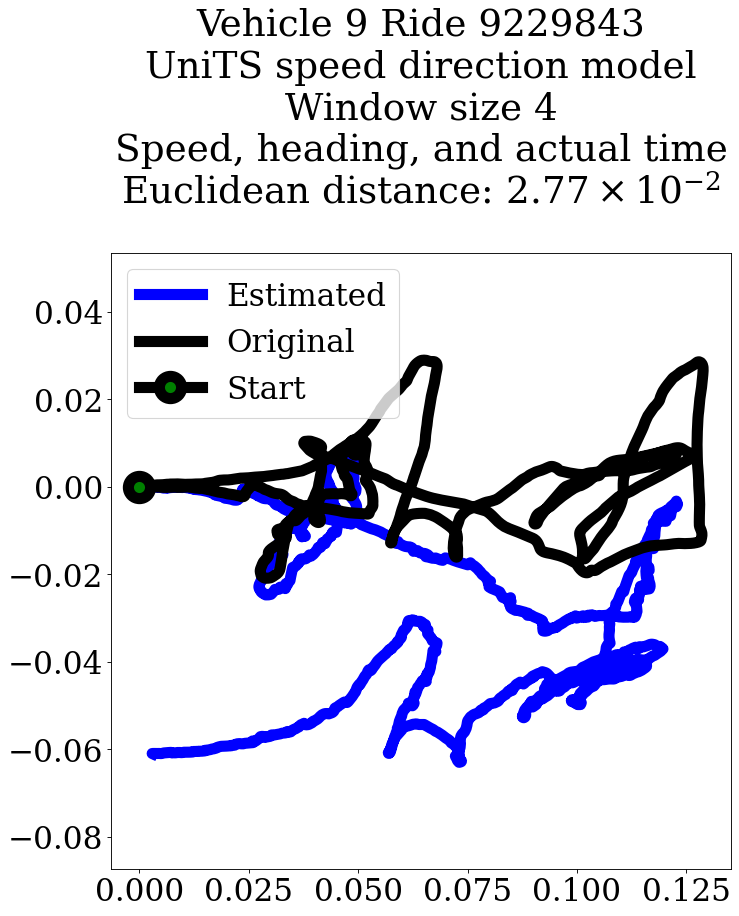 Vehicle 9 Ride 9229843
UniTS speed direction model
Window size 4
Speed, heading, and actual time
Euclidean distance: 2.77 × 10⁻²
Estimated
Original
Start
0.04
0.02
0.00
−0.02
−0.04
−0.06
−0.08
0.000 0.025 0.050 0.075 0.100 0.125